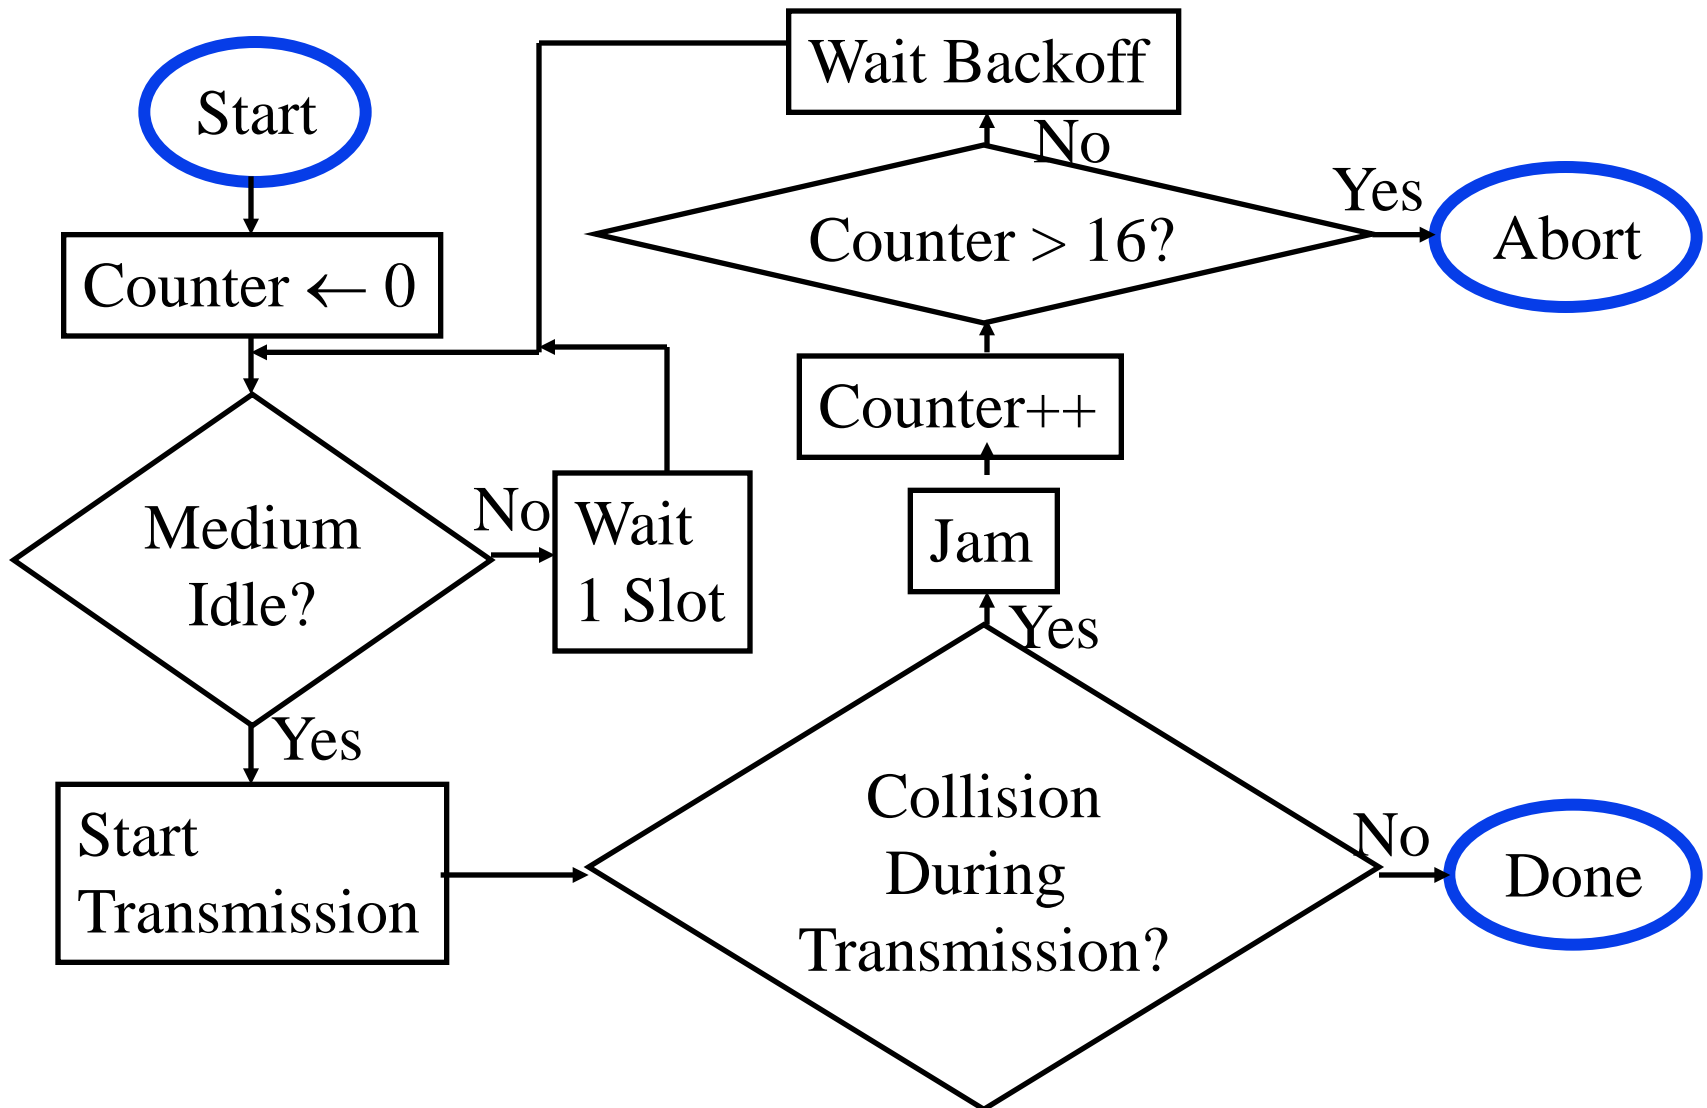 Start
Counter ← 0
Medium
Idle?
No
Wait
1 Slot
Yes
Start
Transmission
Collision
During
Transmission?
No
Done
Yes
Jam
Counter++
Counter > 16?
Yes
Abort
No
Wait Backoff